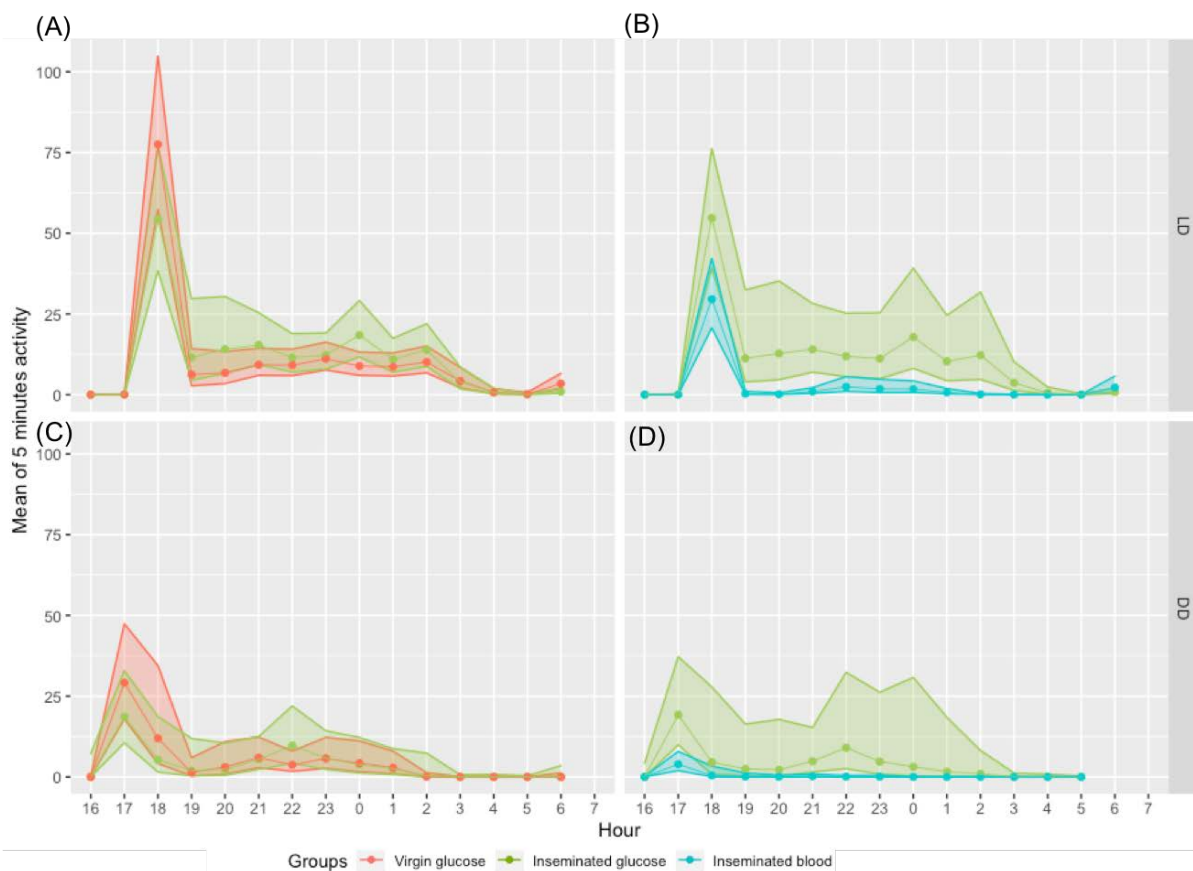 (A)
(B)
100
75
50
25
0
LD
(C)
(D)
100
75
50
25
0
DD
Mean of 5 minutes activity
16 17 18 19 20 21 22 23 0 1 2 3 4 5 6 7
16 17 18 19 20 21 22 23 0 1 2 3 4 5 6 7
Hour
Groups Virgin glucose Inseminated glucose Inseminated blood